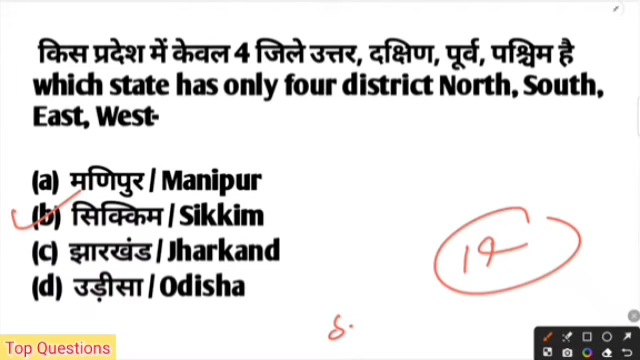 किस प्रदेश में केवल 4 जिले उत्तर, दक्षिण, पूर्व, पश्चिम है
which state has only four district North, South,
East, West-
(a) मणिपुर / Manipur
(b) सिक्किम / Sikkim
(c) झारखंड / Jharkand
(d) उड़ीसा / Odisha
Top Questions